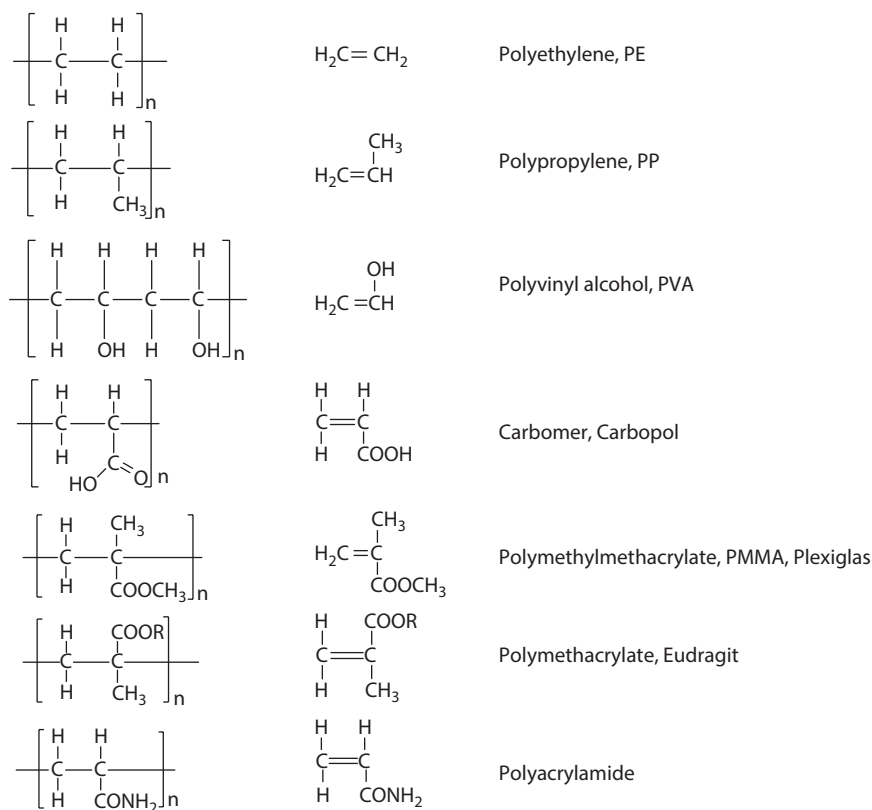 H H
C C H₂C=CH₂ Polyethylene, PE
H H
n
H H CH₃
C C H₂C=CH Polypropylene, PP
H CH₃
n
H H H H OH
C C C C H₂C=CH Polyvinyl alcohol, PVA
H OH H OH
n
H H H H
C C C=C Carbomer, Carbopol
H C H COOH
HO O
n
H CH₃ CH₃
C C H₂C=C Polymethylmethacrylate, PMMA, Plexiglas
H COOCH₃ COOCH₃
n
H COOR H COOR
C C C=C Polymethacrylate, Eudragit
H CH₃ H CH₃
n
H H H H
C C C=C Polyacrylamide
H CONH₂ H CONH₂
n